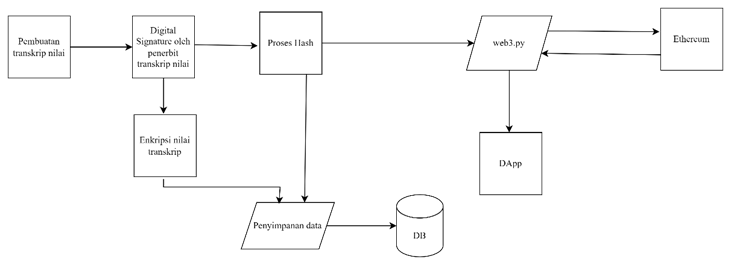 Pembuatan
transkrip nilai
Digital
Signature oleh
penerbit
transkrip nilai
Proses Hash
web3.py
Ethereum
Enkripsi nilai
transkrip
DApp
Penyimpanan data
DB